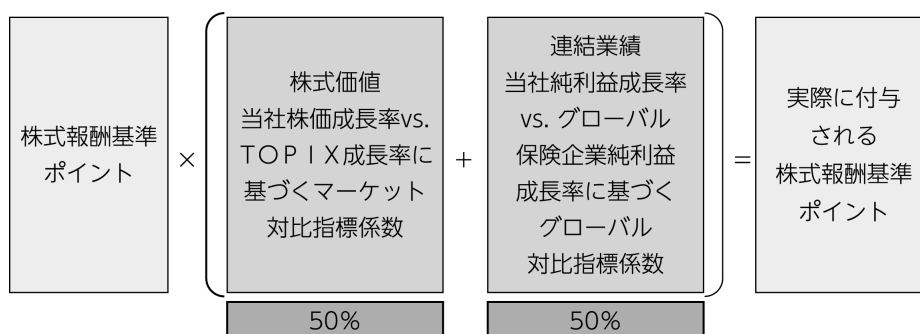 株式報酬基準
ポイント
×
株式価値
当社株価成長率vs.
ＴＯＰＩＸ成長率に
基づくマーケット
対比指標係数
50%
+
連結業績
当社純利益成長率
vs. グローバル
保険企業純利益
成長率に基づく
グローバル
対比指標係数
50%
=
実際に付与
される
株式報酬基準
ポイント